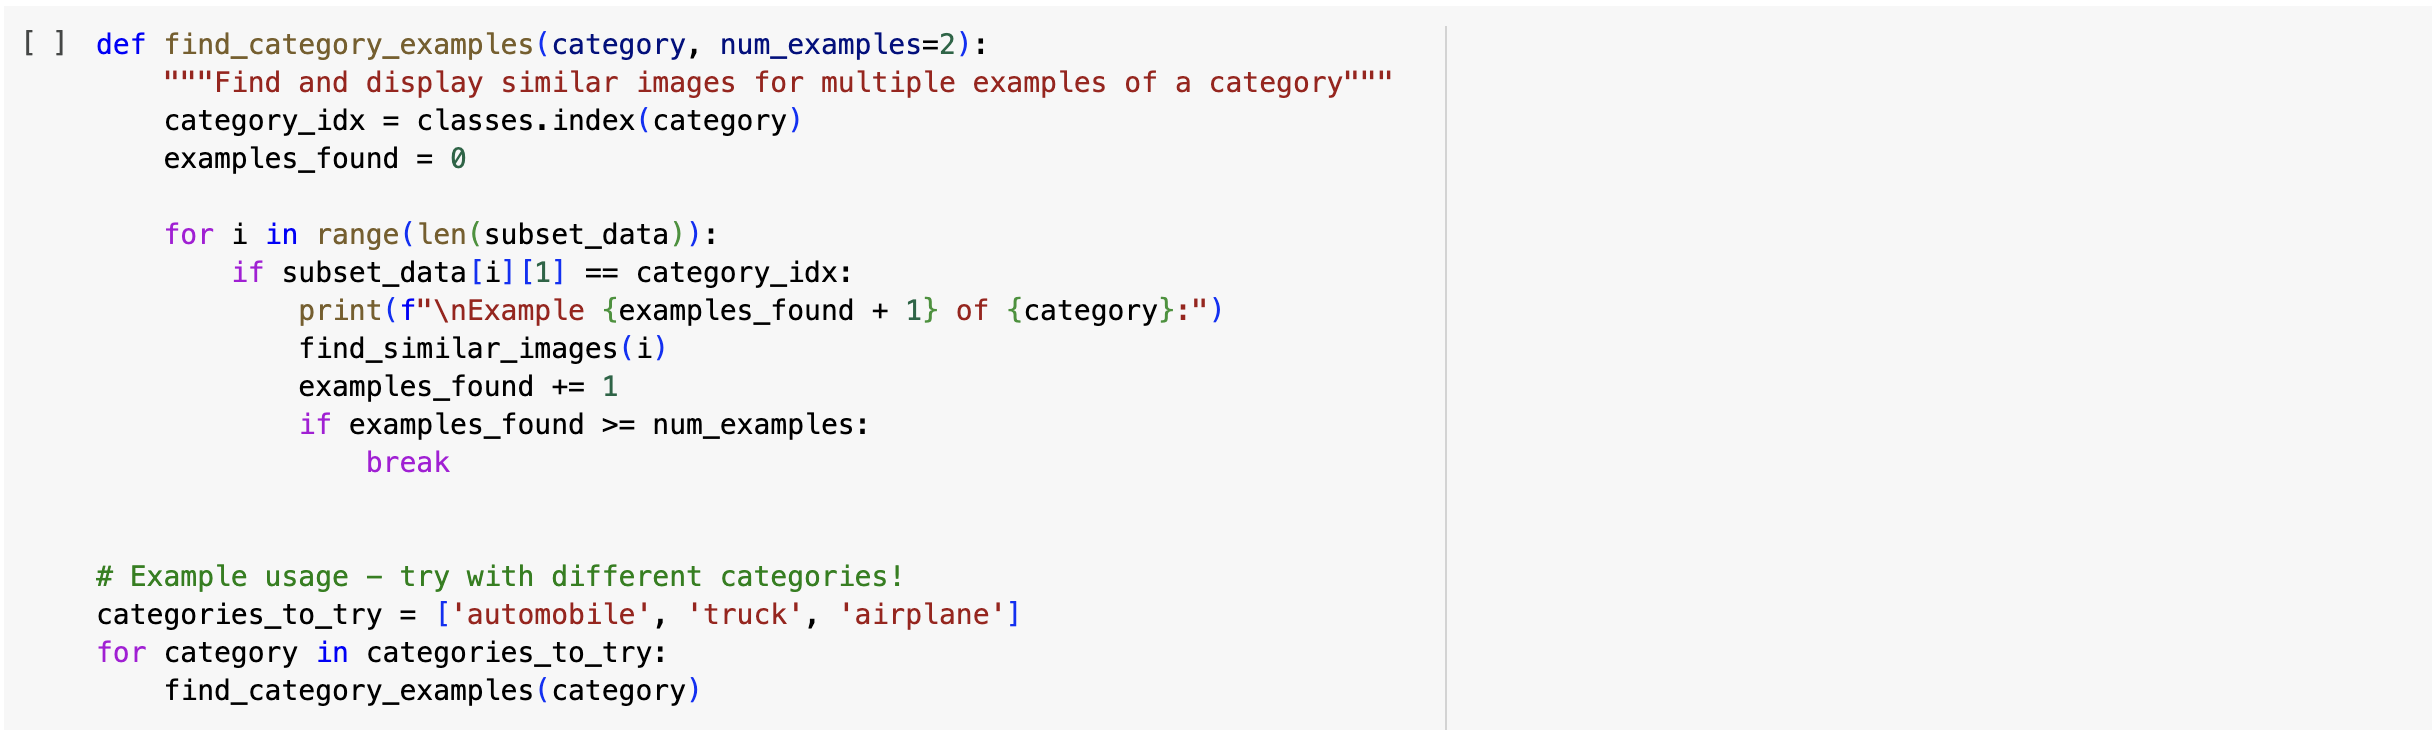 [ ] def find_category_examples(category, num_examples=2):
    """Find and display similar images for multiple examples of a category"""
    category_idx = classes.index(category)
    examples_found = 0

    for i in range(len(subset_data)):
        if subset_data[i][1] == category_idx:
            print(f"\nExample {examples_found + 1} of {category}:")
            find_similar_images(i)
            examples_found += 1
            if examples_found >= num_examples:
                break


# Example usage – try with different categories!
categories_to_try = ['automobile', 'truck', 'airplane']
for category in categories_to_try:
    find_category_examples(category)